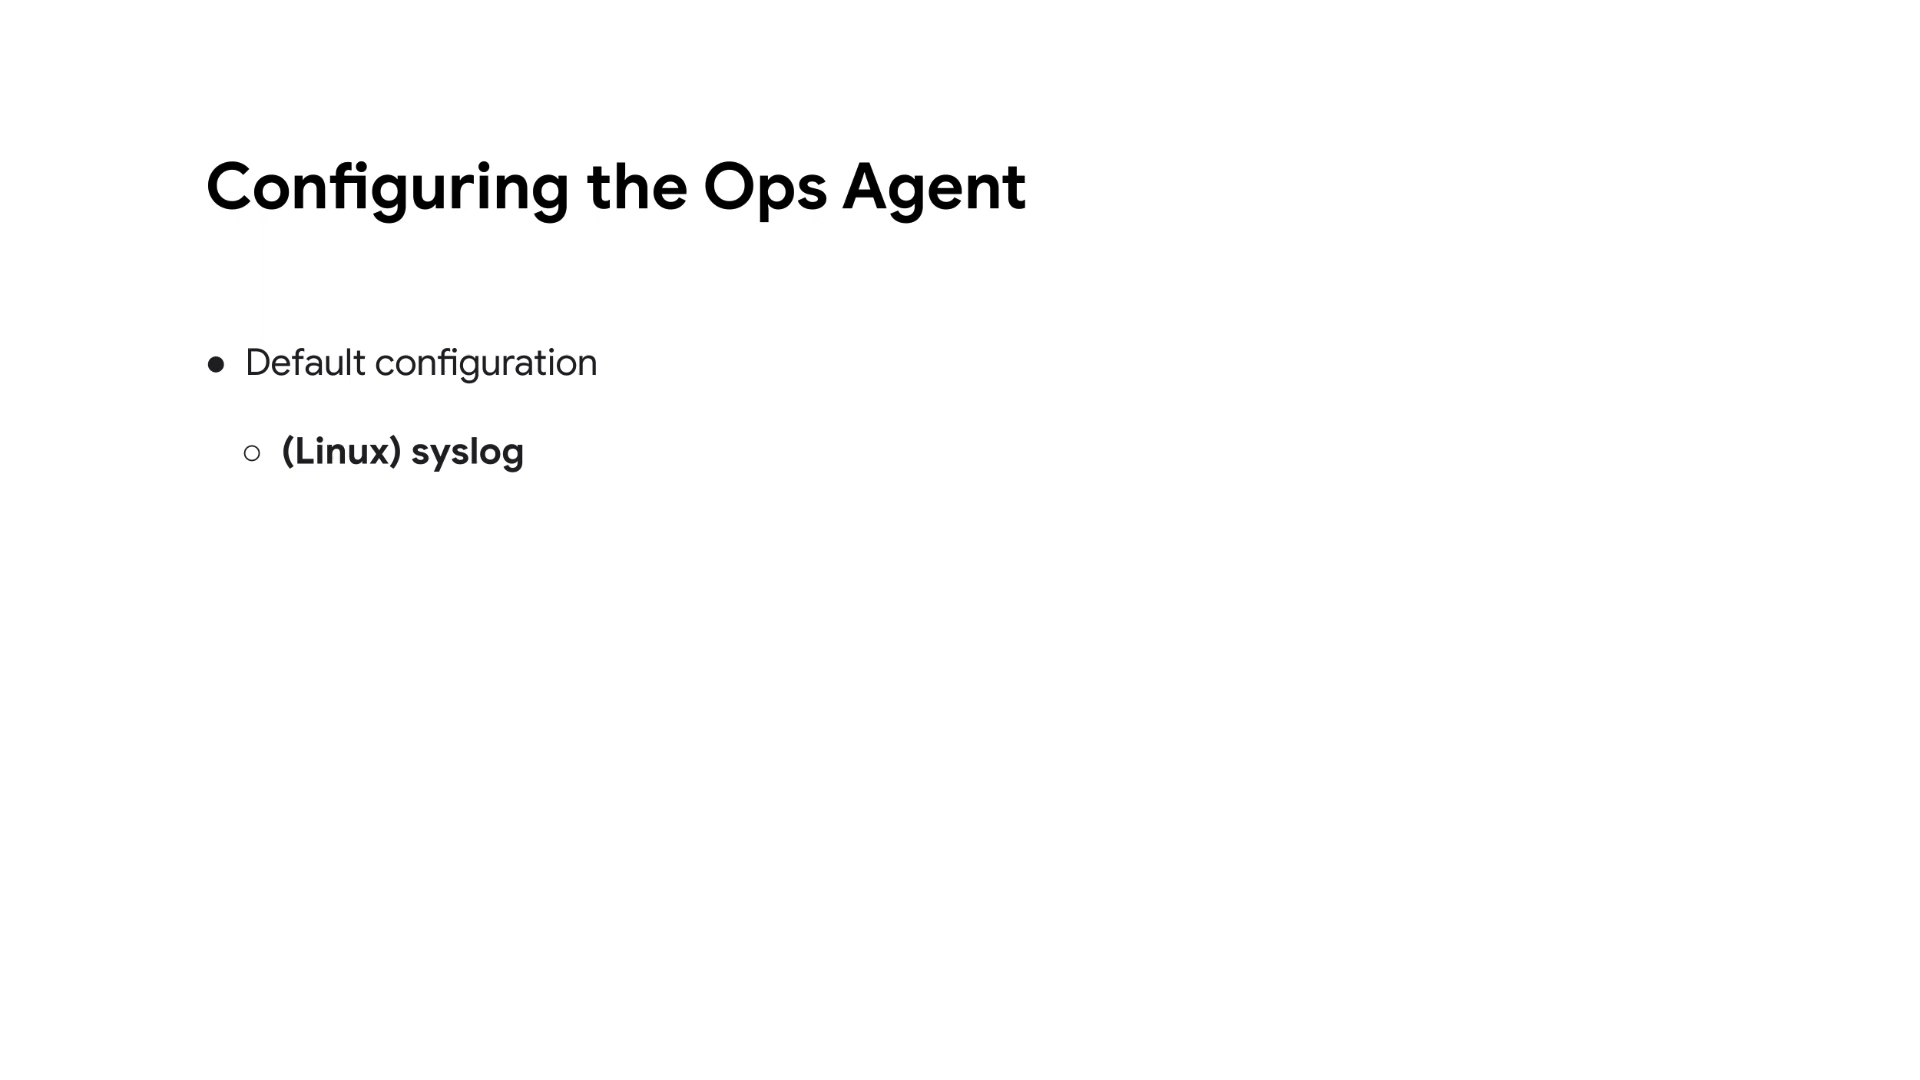 Configuring the Ops Agent
● Default configuration
○ (Linux) syslog